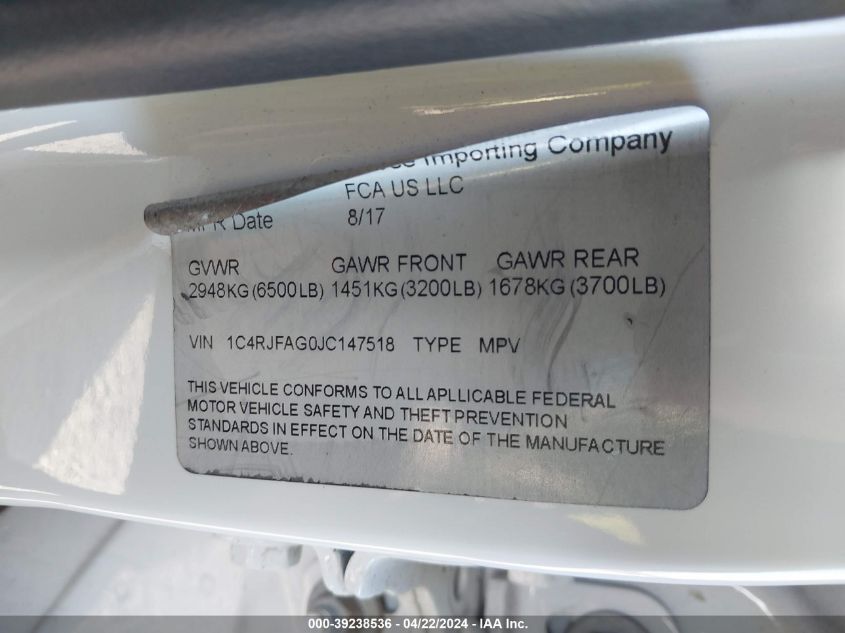 Importing Company
FCA US LLC
MFR Date 8/17
GVWR GAWR FRONT GAWR REAR
2948KG (6500LB) 1451KG (3200LB) 1678KG (3700LB)
VIN 1C4RJFAG0JC147518 TYPE MPV
THIS VEHICLE CONFORMS TO ALL APLLICABLE FEDERAL
MOTOR VEHICLE SAFETY AND THEFT PREVENTION
STANDARDS IN EFFECT ON THE DATE OF THE MANUFACTURE
SHOWN ABOVE.
000-39238536 - 04/22/2024 - IAA Inc.